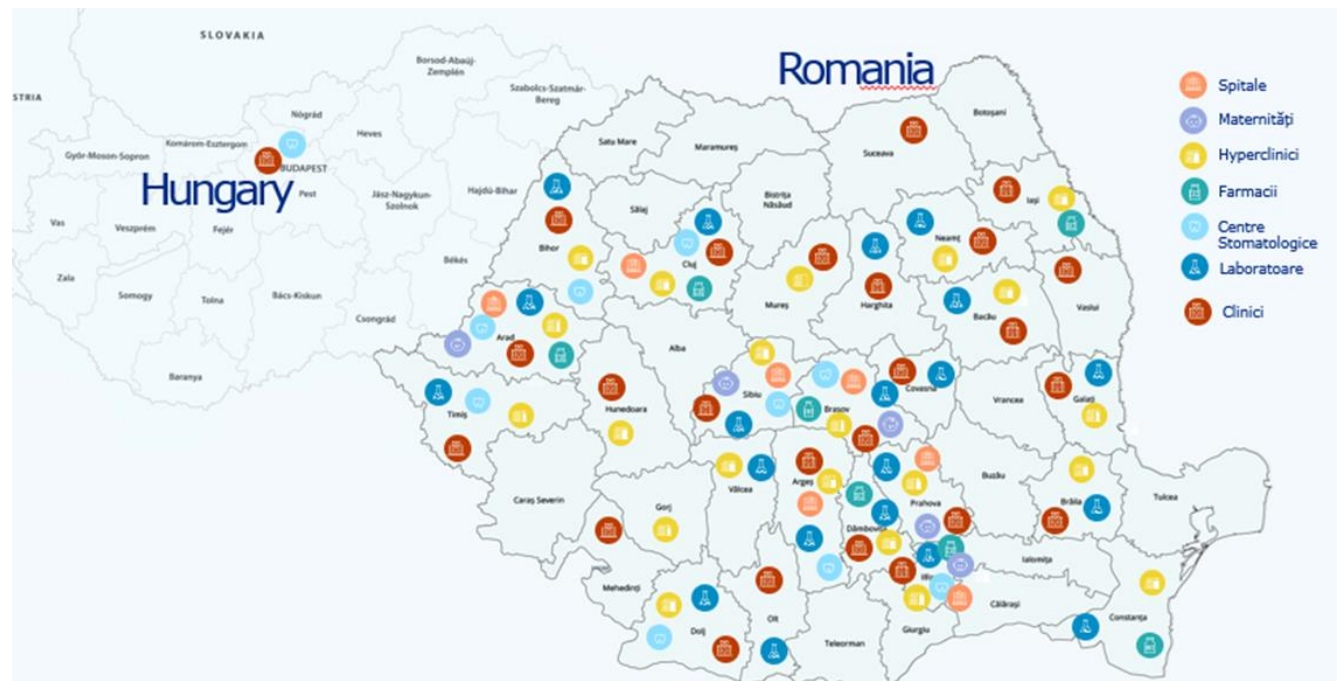 SLOVAKIA
Borsod-Abaúj-
Zemplén
Romania
Szabolcs-Szatmár-
Bereg
Spitale
STRIA
Nógrád
Botoșani
Maternități
Heves
Satu Mare
Maramureș
Suceava
Komárom-Esztergom
Győr-Moson-Sopron
Hyperclinici
BUDAPEST
Hungary
Pest
Jász-Nagykun-
Szolnok
Hajdú-Bihar
Sălaj
Bistrița
Năsăud
Iași
Farmacii
Vas
Veszprém
Fejér
Bihor
Cluj
Neamț
Centre
Stomatologice
Békés
Laboratoare
Zala
Somogy
Tolna
Bács-Kiskun
Mureș
Harghita
Bacău
Vaslui
Clinici
Csongrád
Arad
Alba
Baranya
Timiș
Hunedoara
Sibiu
Brașov
Covasna
Vrancea
Galați
Caraș Severin
Gorj
Vâlcea
Argeș
Prahova
Buzău
Brăila
Tulcea
Dâmbovița
Ialomița
Mehedinți
Ilfov
Călărași
Dolj
Olt
Teleorman
Giurgiu
Constanța